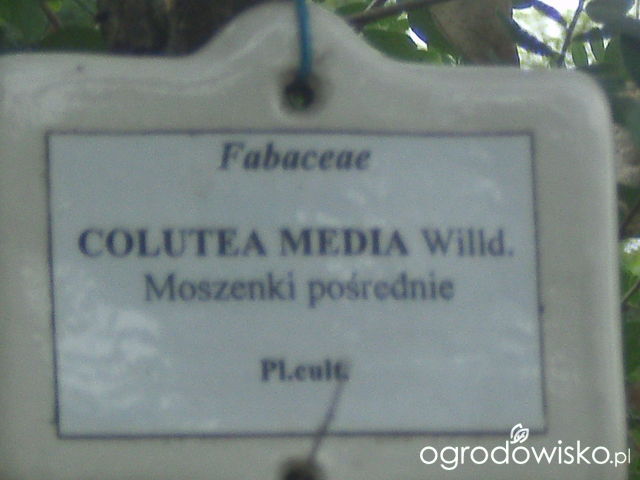 Fabaceae
COLUTEA MEDIA Willd.
Moszenki pośrednie
Pl.cult.
ogrodowisko.pl